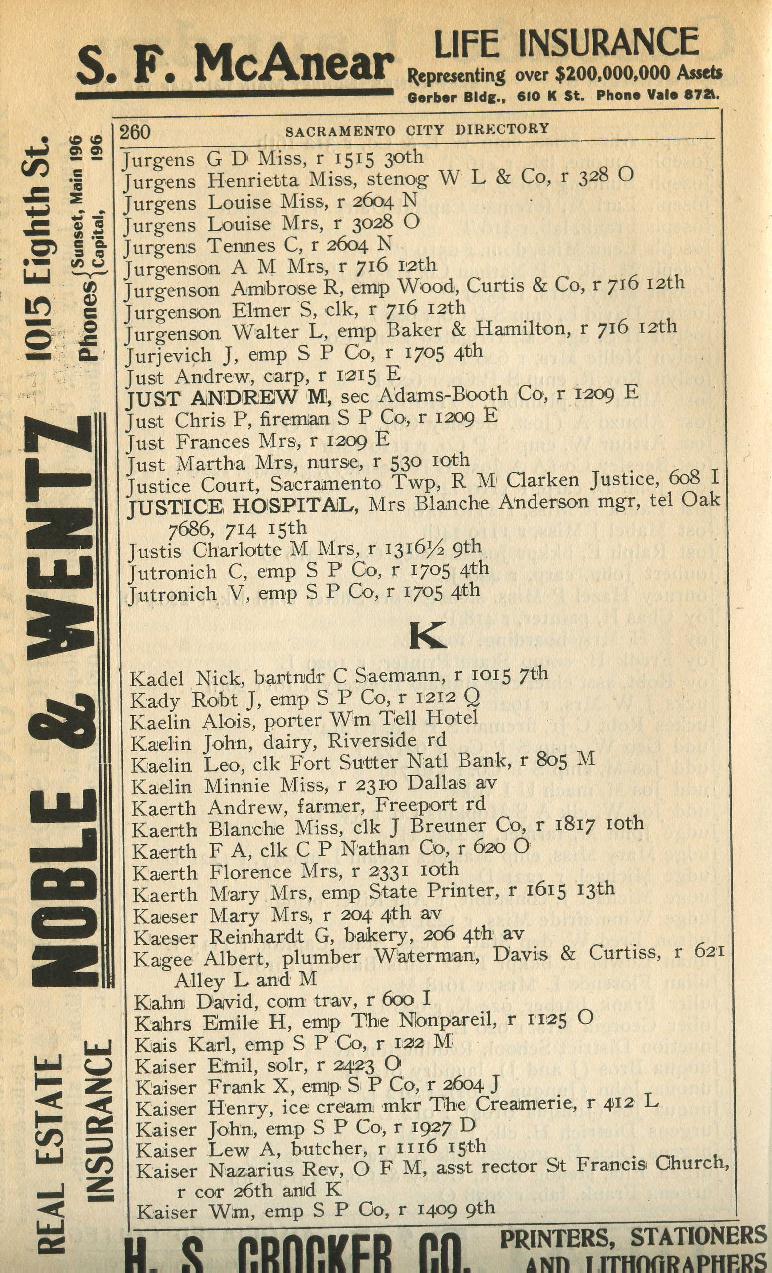 S. F. McAnear
LIFE INSURANCE
Representing over $200,000,000 Assets
Gerber Bldg., 610 K St. Phone Vale 872L.
1015 Eighth St.
Phones { Sunset, Main 196
Capital, 196
NOBLE & WENTZ
REAL ESTATE
INSURANCE
260 SACRAMENTO CITY DIRECTORY
Jurgens G D Miss, r 1515 30th
Jurgens Henrietta Miss, stenog W L & Co, r 328 O
Jurgens Louise Miss, r 2604 N
Jurgens Louise Mrs, r 3028 O
Jurgens Tennes C, r 2604 N
Jurgenson A M Mrs, r 716 12th
Jurgenson Ambrose R, emp Wood, Curtis & Co, r 716 12th
Jurgenson Elmer S, clk, r 716 12th
Jurgenson Walter L, emp Baker & Hamilton, r 716 12th
Jurjevich J, emp S P Co, r 1705 4th
Just Andrew, carp, r 1215 E
JUST ANDREW M, sec Adams-Booth Co, r 1209 E
Just Chris P, fireman S P Co, r 1209 E
Just Frances Mrs, r 1209 E
Just Martha Mrs, nurse, r 530 10th
Justice Court, Sacramento Twp, R M Clarken Justice, 608 I
JUSTICE HOSPITAL, Mrs Blanche Anderson mgr, tel Oak
7686, 714 15th
Justis Charlotte M Mrs, r 1316½ 9th
Jutronich C, emp S P Co, r 1705 4th
Jutronich V, emp S P Co, r 1705 4th
K
Kadel Nick, bartndr C Saemann, r 1015 7th
Kady Robt J, emp S P Co, r 1212 Q
Kaelin Alois, porter Wm Tell Hotel
Kaelin John, dairy, Riverside rd
Kaelin Leo, clk Fort Sutter Natl Bank, r 805 M
Kaelin Minnie Miss, r 2310 Dallas av
Kaerth Andrew, farmer, Freeport rd
Kaerth Blanche Miss, clk J Breuner Co, r 1817 10th
Kaerth F A, clk C P Nathan Co, r 620 O
Kaerth Florence Mrs, r 2331 10th
Kaerth Mary Mrs, emp State Printer, r 1615 13th
Kaeser Mary Mrs, r 204 4th av
Kaeser Reinhardt G, bakery, 206 4th av
Kagee Albert, plumber Waterman, Davis & Curtiss, r 621
Alley L and M
Kahn David, com trav, r 600 I
Kahrs Emile H, emp The Nonpareil, r 1125 O
Kais Karl, emp S P Co, r 122 M
Kaiser Emil, solr, r 2423 O
Kaiser Frank X, emp S P Co, r 2604 J
Kaiser Henry, ice cream mkr The Creamerie, r 412 L
Kaiser John, emp S P Co, r 1927 D
Kaiser Lew A, butcher, r 1116 15th
Kaiser Nazarius Rev, O F M, asst rector St Francis Church,
r cor 26th and K
Kaiser Wm, emp S P Co, r 1409 9th
H. S. CROCKER CO.
PRINTERS, STATIONERS
AND LITHOGRAPHERS